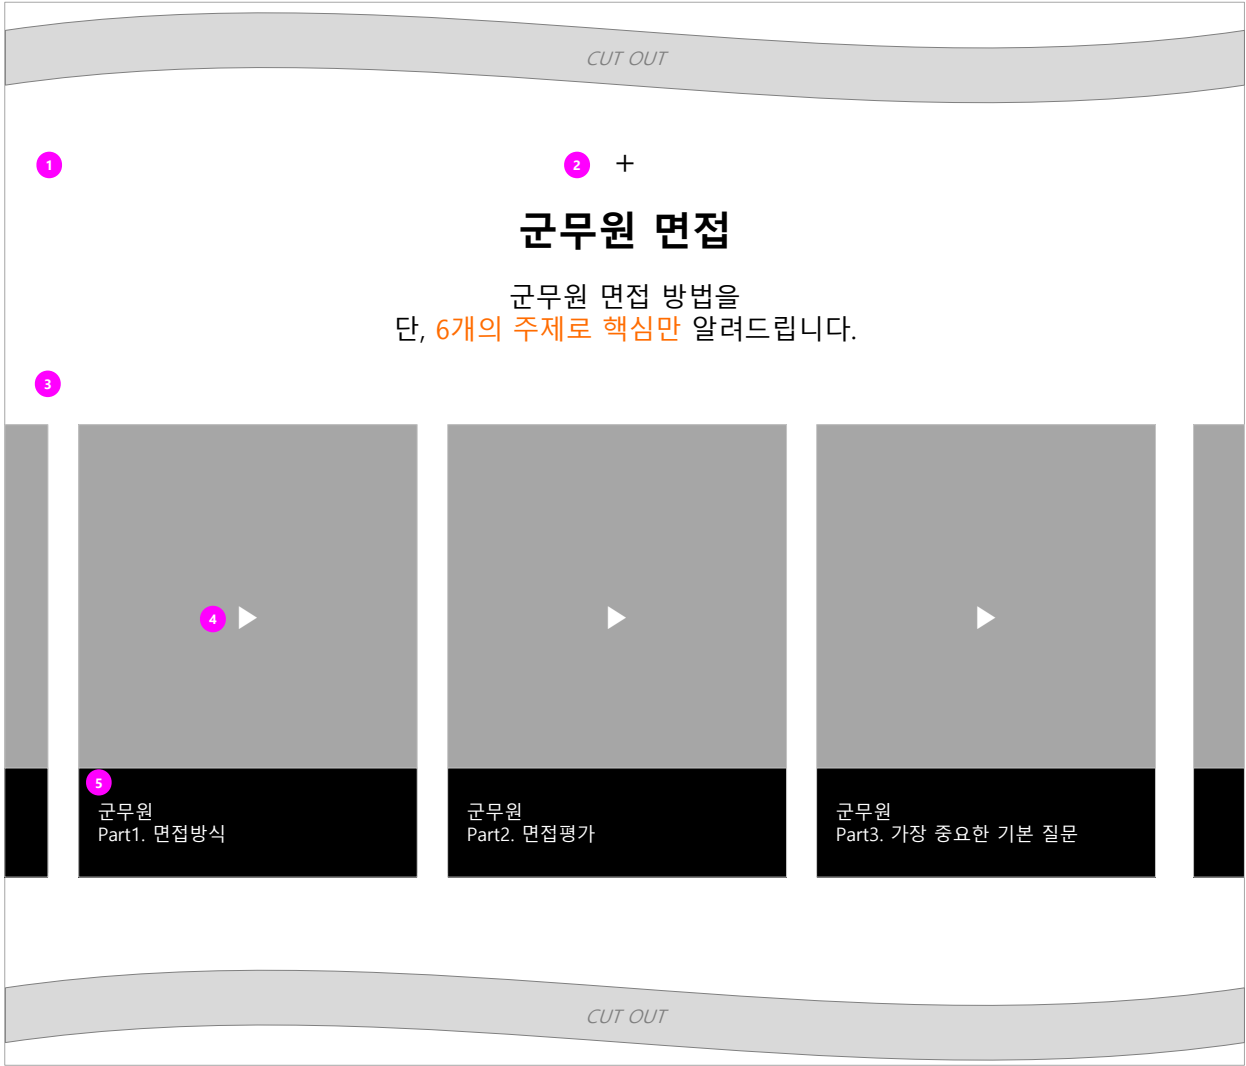 CUT OUT
1
2 +
군무원 면접
군무원 면접 방법을
단, 6개의 주제로 핵심만 알려드립니다.
3
4
5
군무원
Part1. 면접방식
군무원
Part2. 면접평가
군무원
Part3. 가장 중요한 기본 질문
CUT OUT